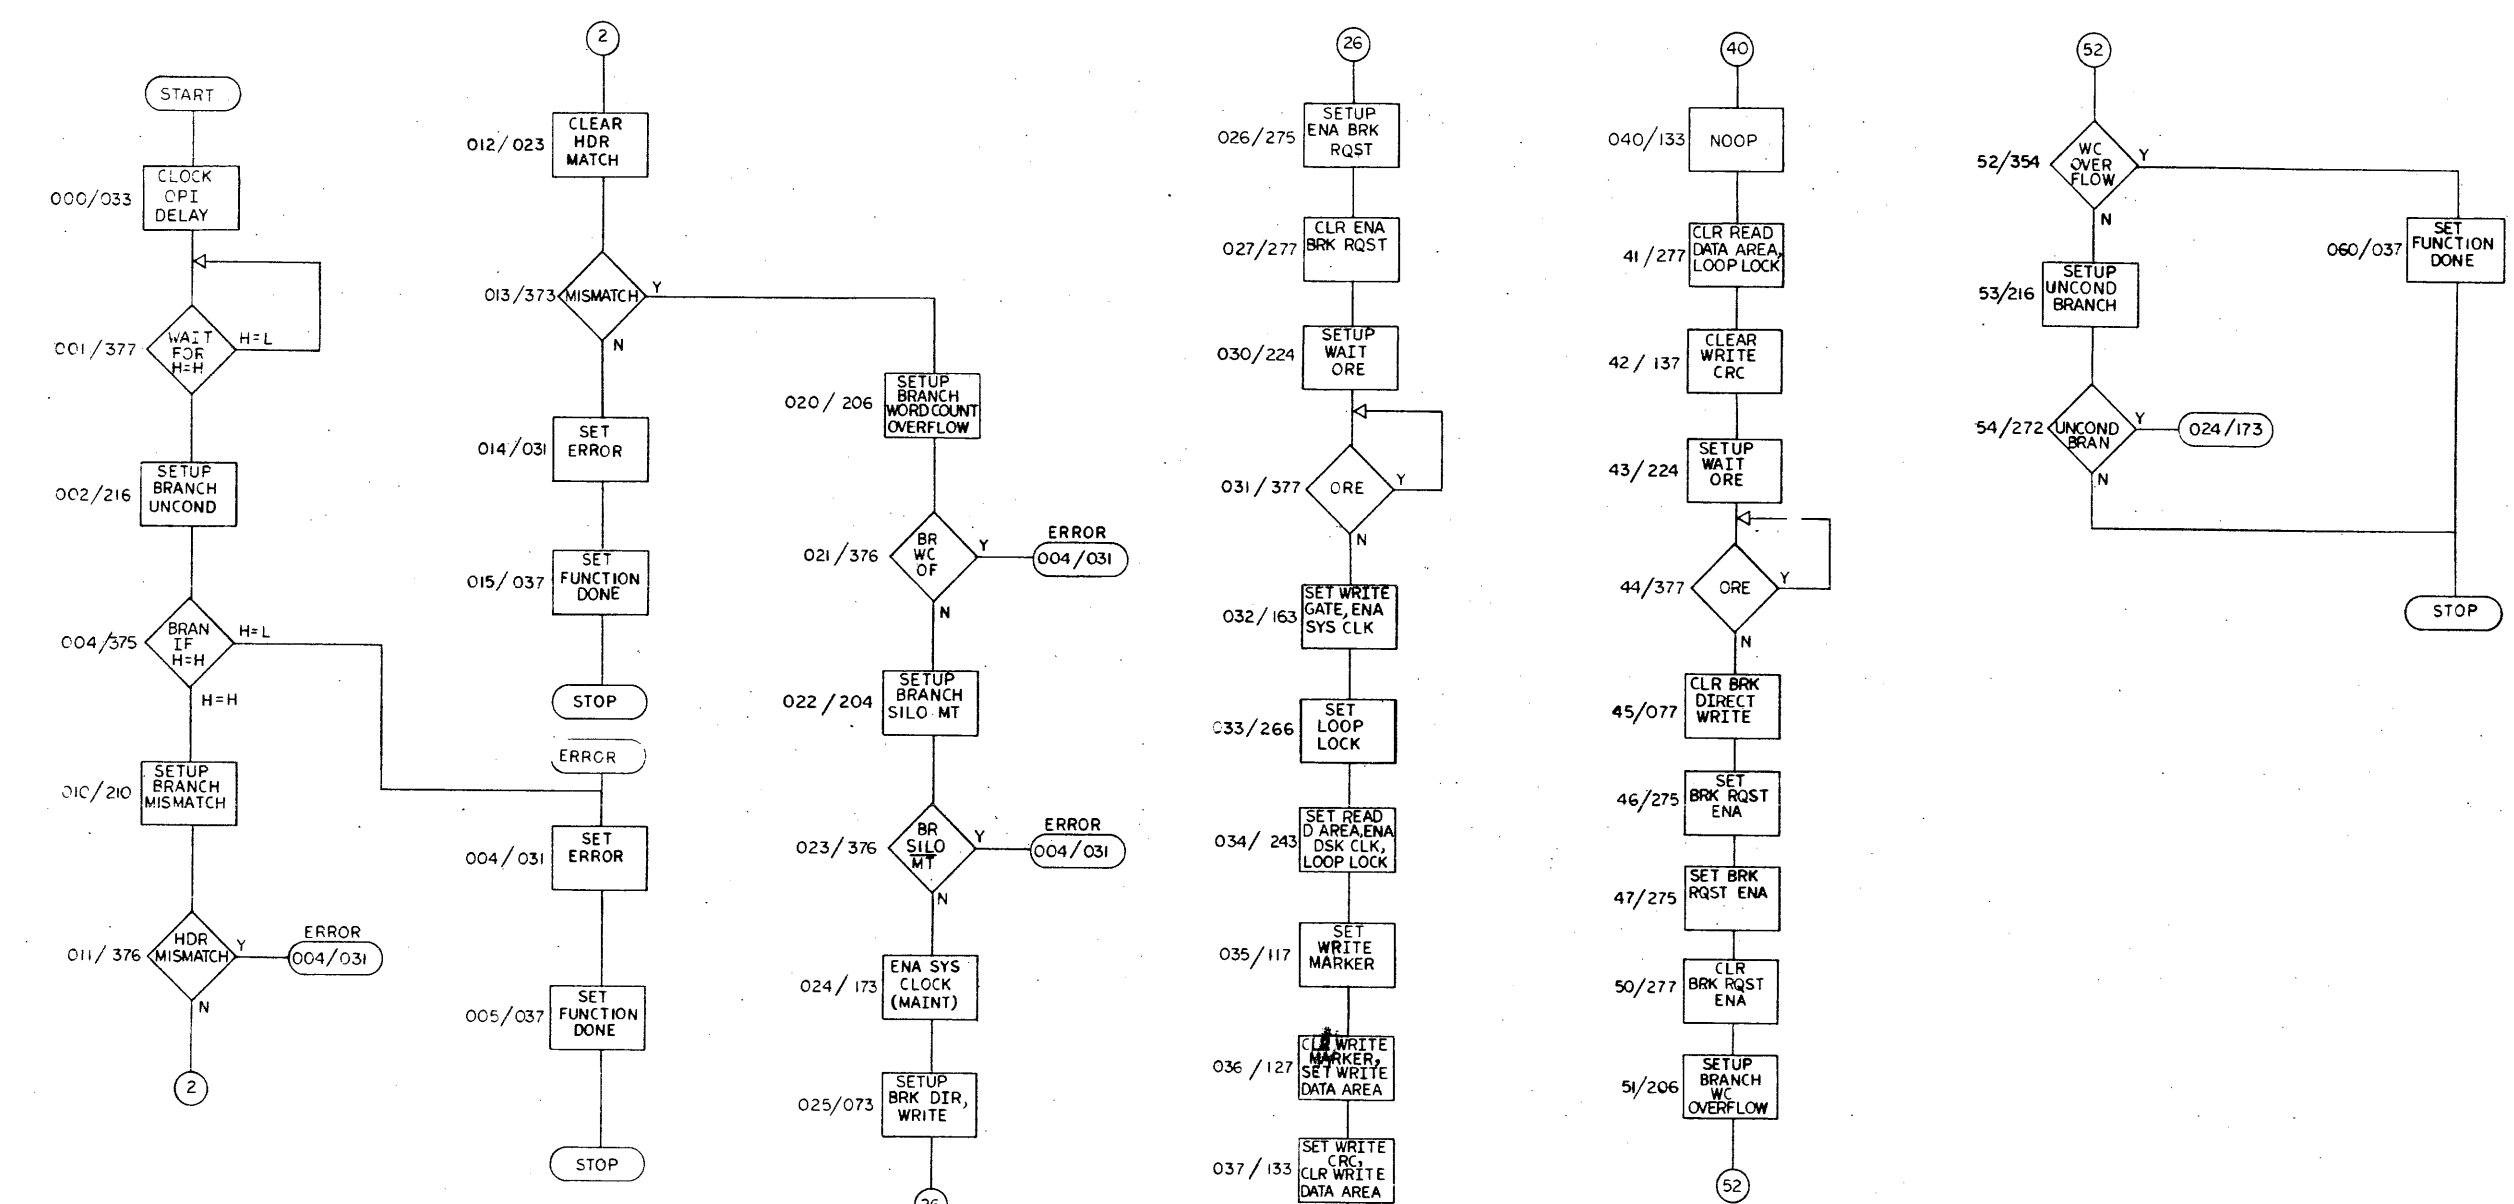 START
000/033
CLOCK
OPI
DELAY
001/377
WAIT
FOR
H=H
H=L
002/216
SETUP
BRANCH
UNCOND
004/375
BRAN
IF
H=H
H=L
H=H
010/210
SETUP
BRANCH
MISMATCH
011/376
HDR
MISMATCH
Y
ERROR
004/031
N
2
2
012/023
CLEAR
HDR
MATCH
013/373
MISMATCH
Y
N
014/031
SET
ERROR
015/037
SET
FUNCTION
DONE
STOP
ERROR
004/031
SET
ERROR
005/037
SET
FUNCTION
DONE
STOP
020/206
SETUP
BRANCH
WORD COUNT
OVERFLOW
021/376
BR
WC
OF
Y
ERROR
004/031
N
022/204
SETUP
BRANCH
SILO MT
023/376
BR
SILO
MT
Y
ERROR
004/031
N
024/173
ENA SYS
CLOCK
(MAINT)
025/073
SETUP
BRK DIR,
WRITE
26
26
026/275
SETUP
ENA BRK
RQST
027/277
CLR ENA
BRK RQST
030/224
SETUP
WAIT
ORE
031/377
ORE
Y
N
032/163
SET WRITE
GATE, ENA
SYS CLK
033/266
SET
LOOP
LOCK
034/243
SET READ
D AREA, ENA
DSK CLK,
LOOP LOCK
035/117
SET
WRITE
MARKER
036/127
CLR WRITE
MARKER,
SET WRITE
DATA AREA
037/133
SET WRITE
CRC,
CLR WRITE
DATA AREA
40
040/133
NOOP
41/277
CLR READ
DATA AREA,
LOOP LOCK
42/137
CLEAR
WRITE
CRC
43/224
SETUP
WAIT
ORE
44/377
ORE
Y
N
45/077
CLR BRK
DIRECT
WRITE
46/275
SET
BRK RQST
ENA
47/275
SET BRK
RQST ENA
50/277
CLR
BRK RQST
ENA
51/206
SETUP
BRANCH
WC
OVERFLOW
52
52
52/354
WC
OVER
FLOW
Y
N
53/216
SETUP
UNCOND
BRANCH
54/272
UNCOND
BRAN
Y
024/173
N
060/037
SET
FUNCTION
DONE
STOP